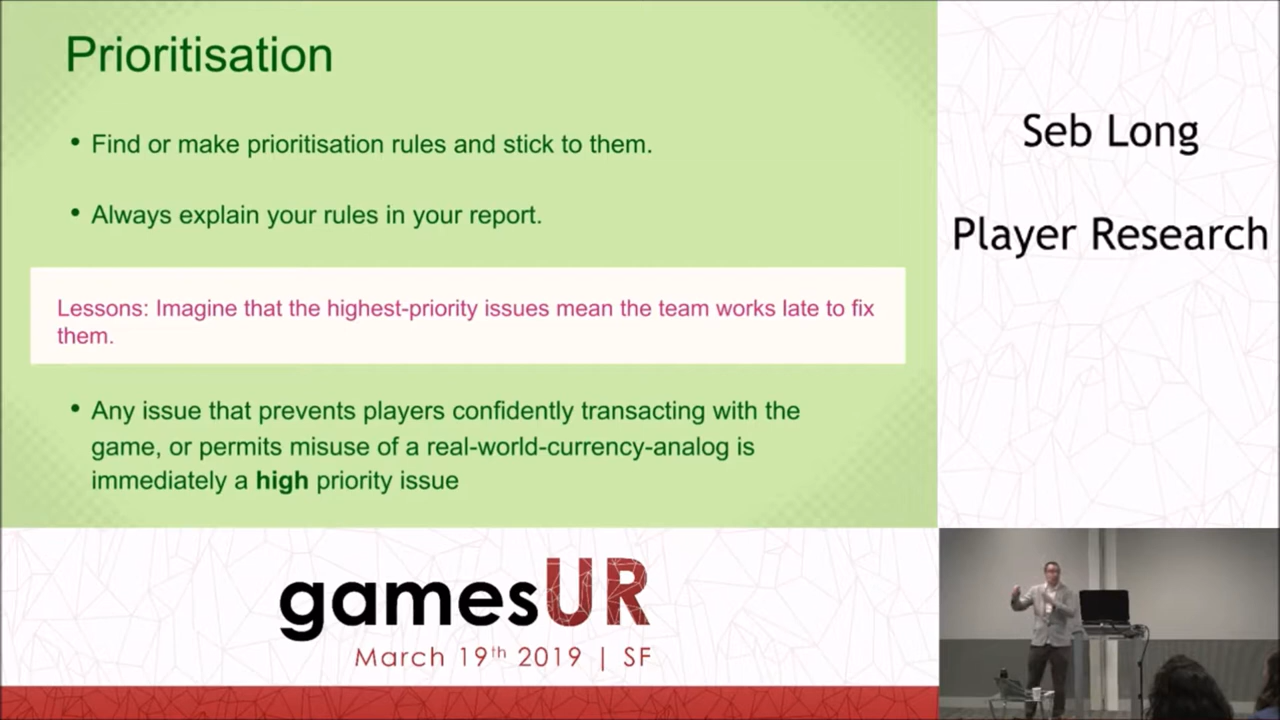 Prioritisation
• Find or make prioritisation rules and stick to them.
• Always explain your rules in your report.
Lessons: Imagine that the highest-priority issues mean the team works late to fix
them.
• Any issue that prevents players confidently transacting with the
game, or permits misuse of a real-world-currency-analog is
immediately a high priority issue
Seb Long
Player Research
gamesUR
March 19th 2019 | SF